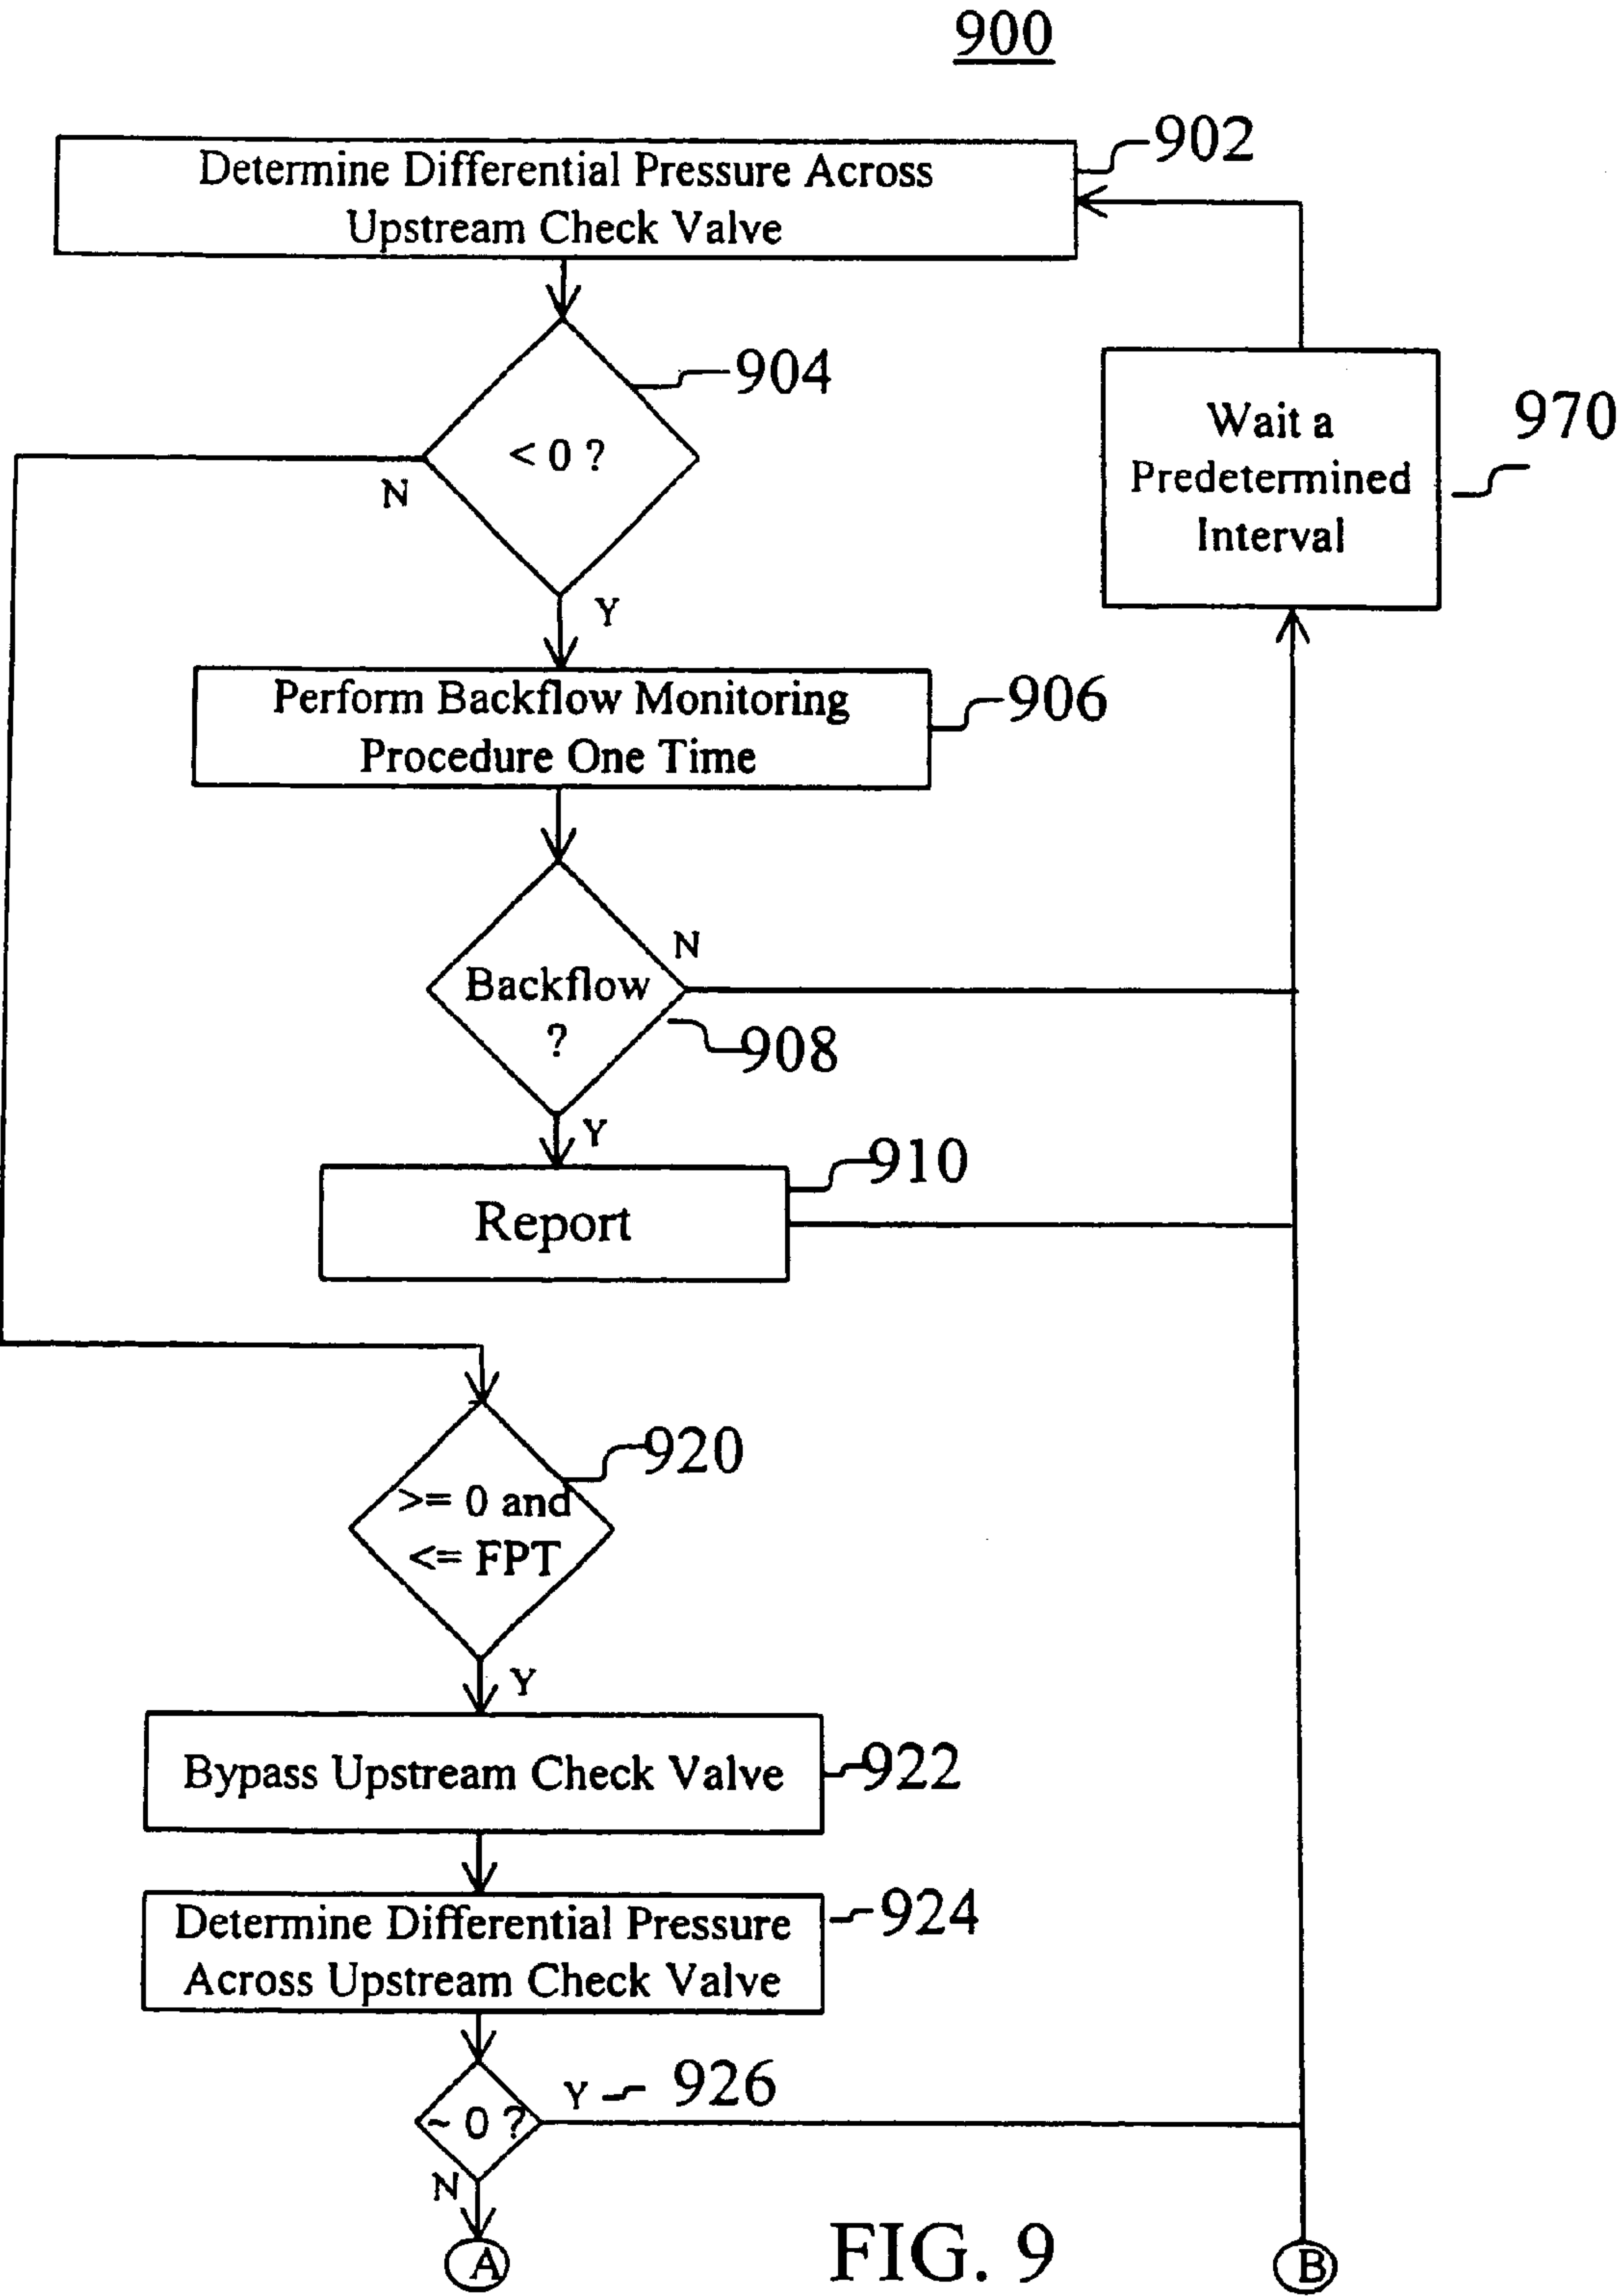 900
Determine Differential Pressure Across
Upstream Check Valve
902
< 0 ?
904
N
Y
Wait a
Predetermined
Interval
970
Perform Backflow Monitoring
Procedure One Time
906
Backflow
?
N
908
Y
Report
910
>= 0 and
<= FPT
920
Y
Bypass Upstream Check Valve
922
Determine Differential Pressure
Across Upstream Check Valve
924
~ 0 ?
Y
926
N
A
FIG. 9
B